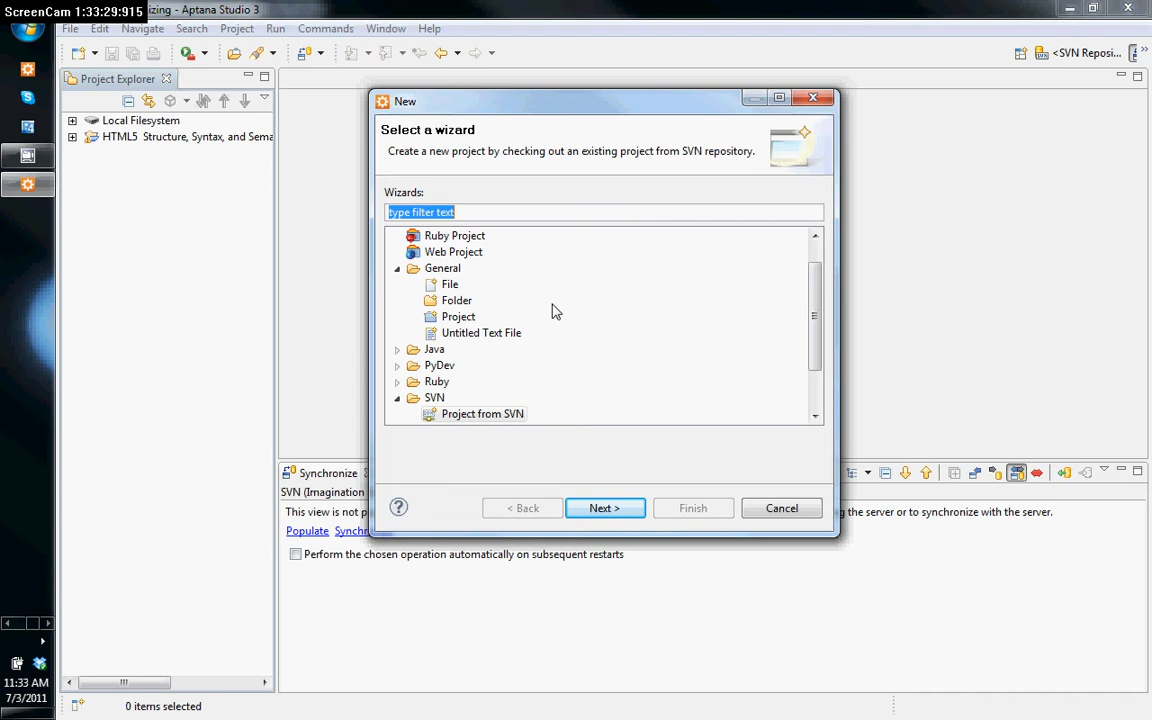 ScreenCam 1:33:29:915
izing - Aptana Studio 3
File Edit Navigate Search Project Run Commands Window Help
<SVN Reposi...
Project Explorer
Local Filesystem
HTML5 Structure, Syntax, and Sema
New
Select a wizard
Create a new project by checking out an existing project from SVN repository.
Wizards:
type filter text
Ruby Project
Web Project
General
File
Folder
Project
Untitled Text File
Java
PyDev
Ruby
SVN
Project from SVN
< Back Next > Finish Cancel
Synchronize
SVN (Imagination
This view is not p
g the server or to synchronize with the server.
Populate Synchr
Perform the chosen operation automatically on subsequent restarts
11:33 AM
7/3/2011
0 items selected